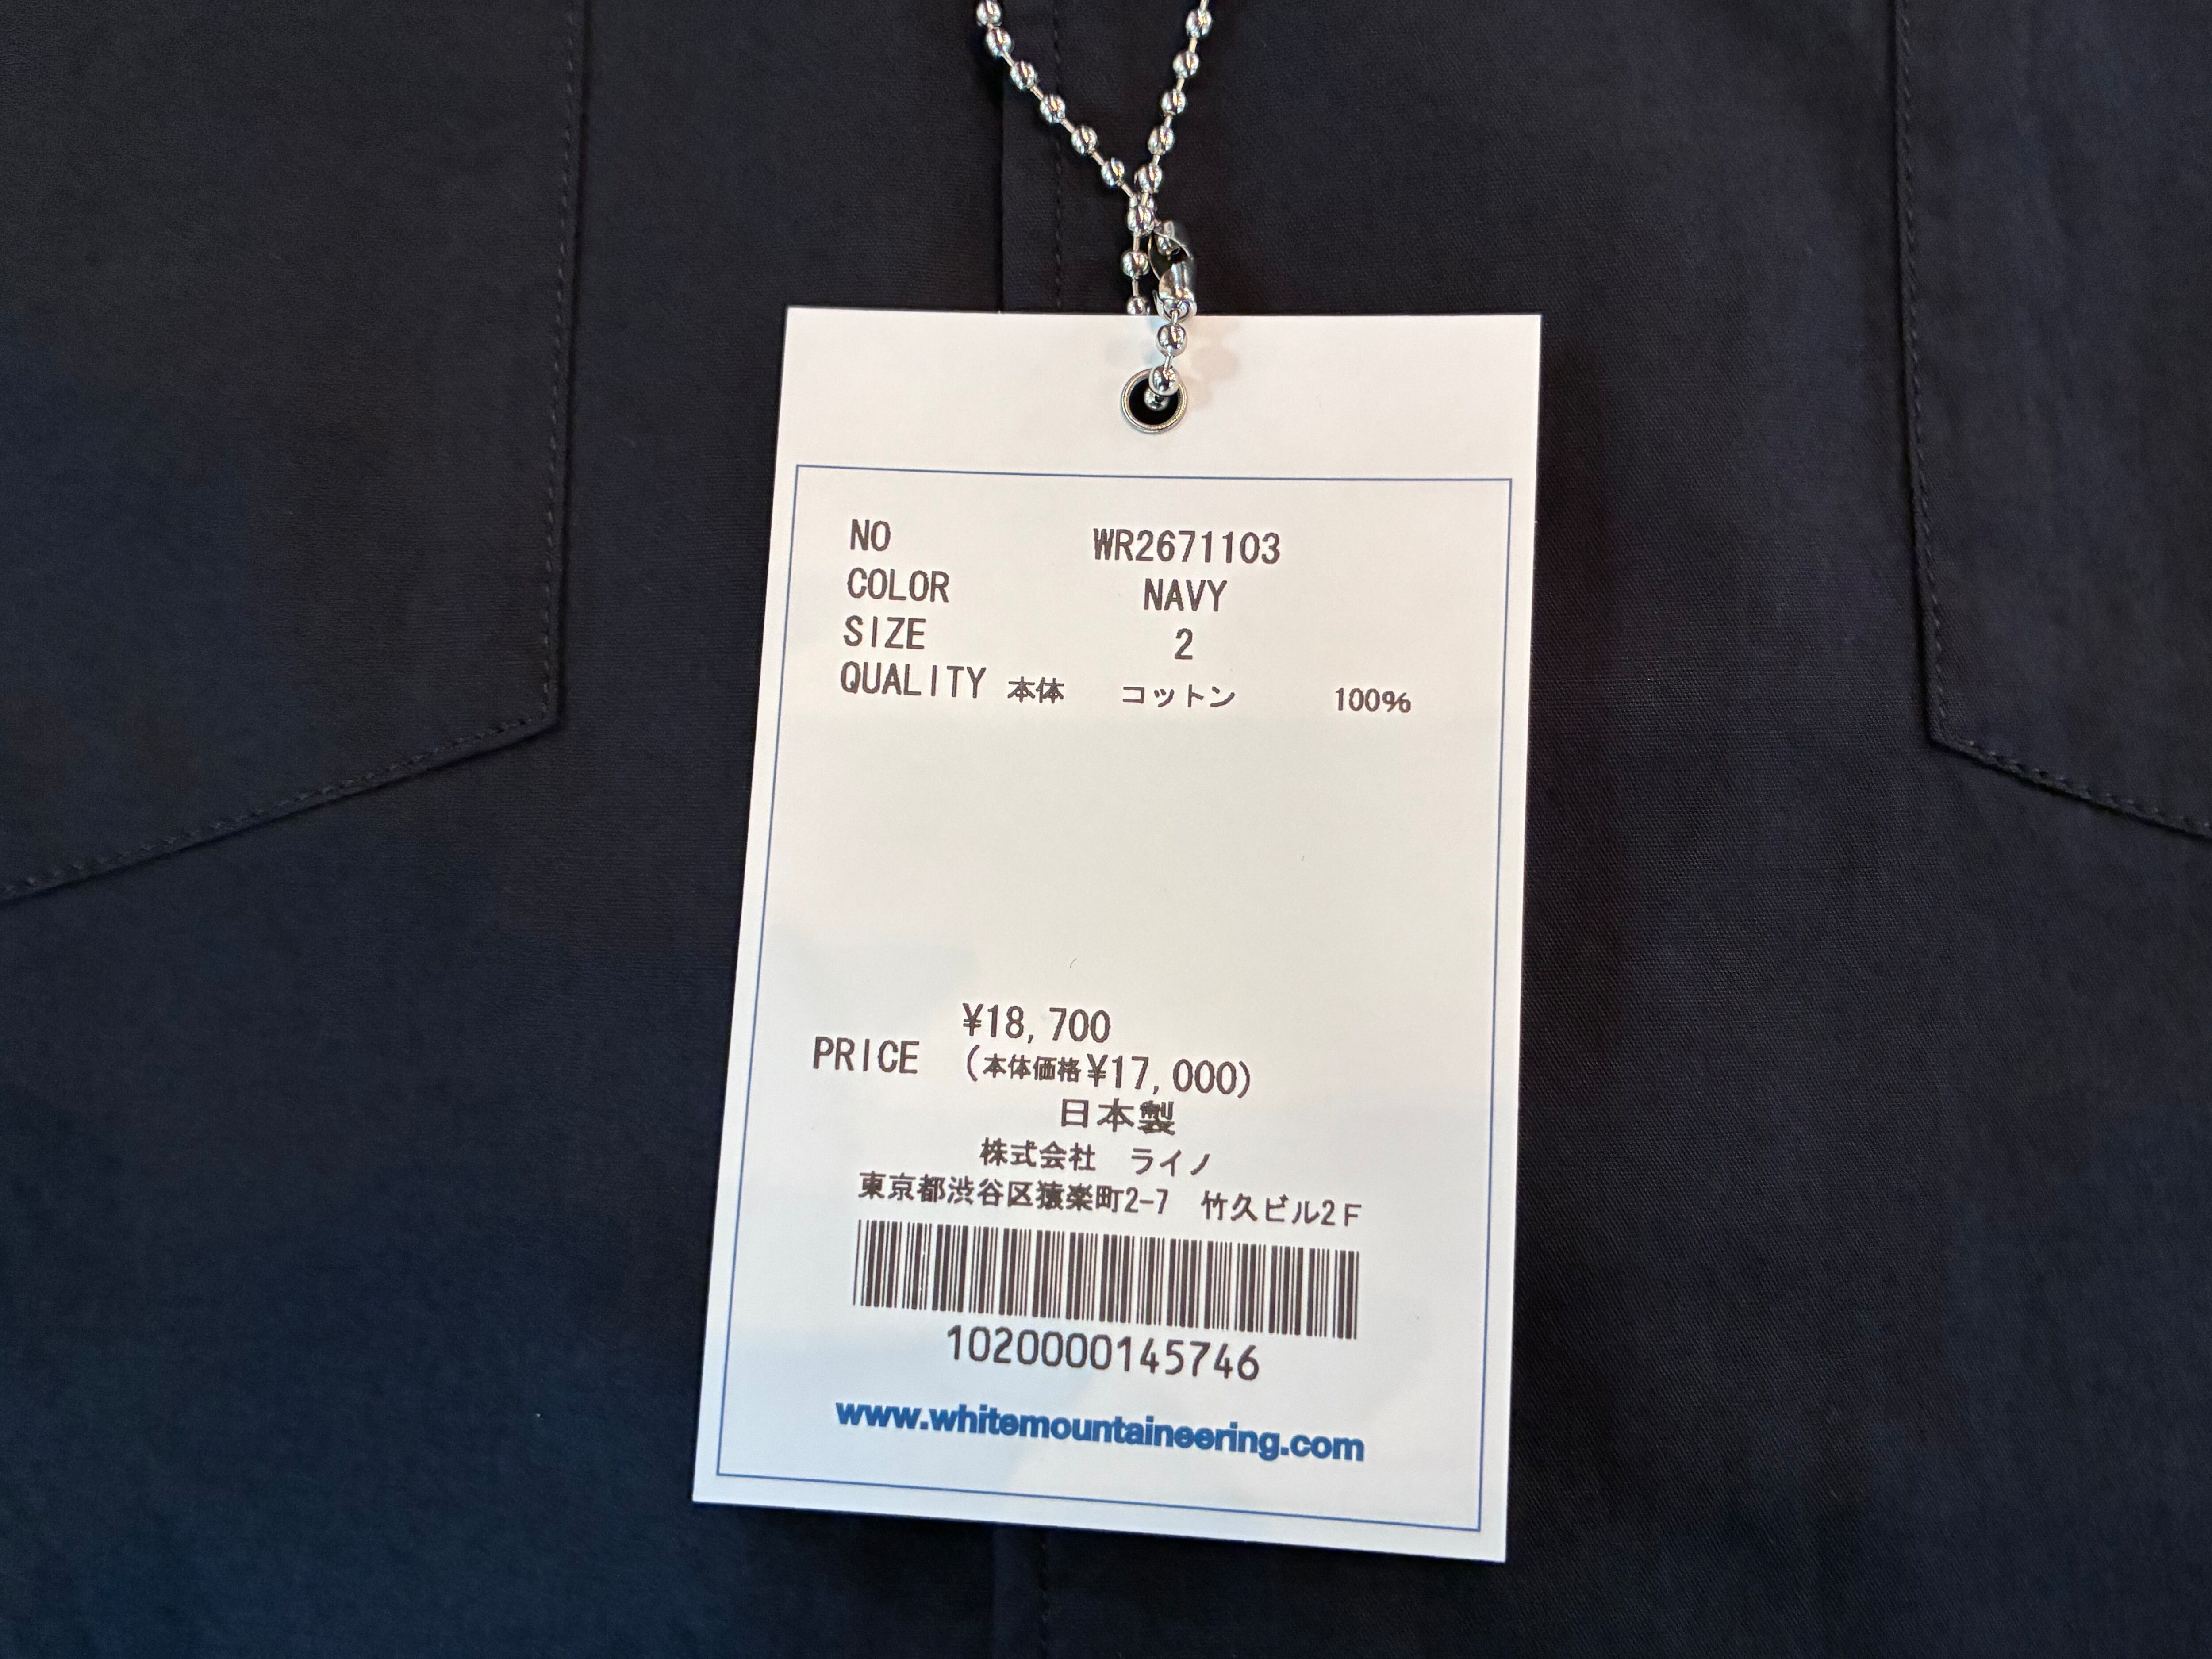 NO WR2671103
COLOR NAVY
SIZE 2
QUALITY 本体 コットン 100%
¥18,700
PRICE (本体価格¥17,000)
日本製
株式会社 ライノ
東京都渋谷区猿楽町2-7 竹久ビル2F
1020000145746
www.whitemountaineering.com